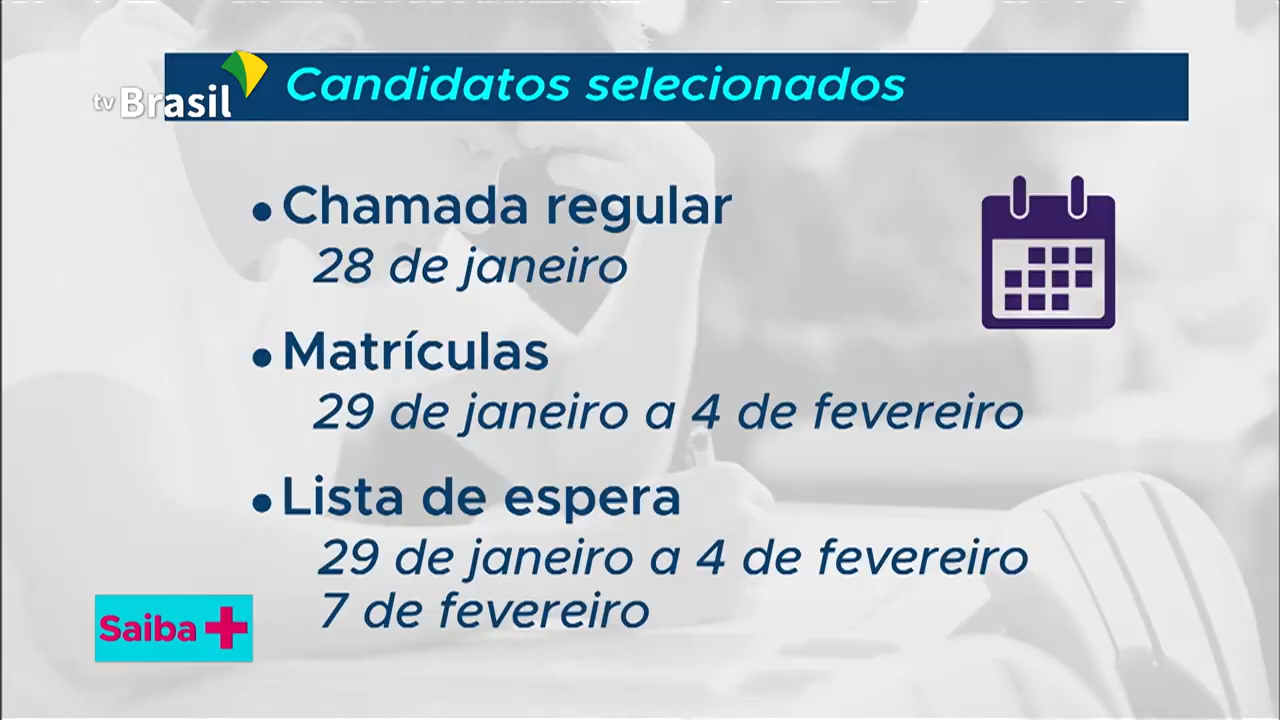 tv Brasil
Candidatos selecionados
• Chamada regular
28 de janeiro
• Matrículas
29 de janeiro a 4 de fevereiro
• Lista de espera
29 de janeiro a 4 de fevereiro
7 de fevereiro
Saiba +